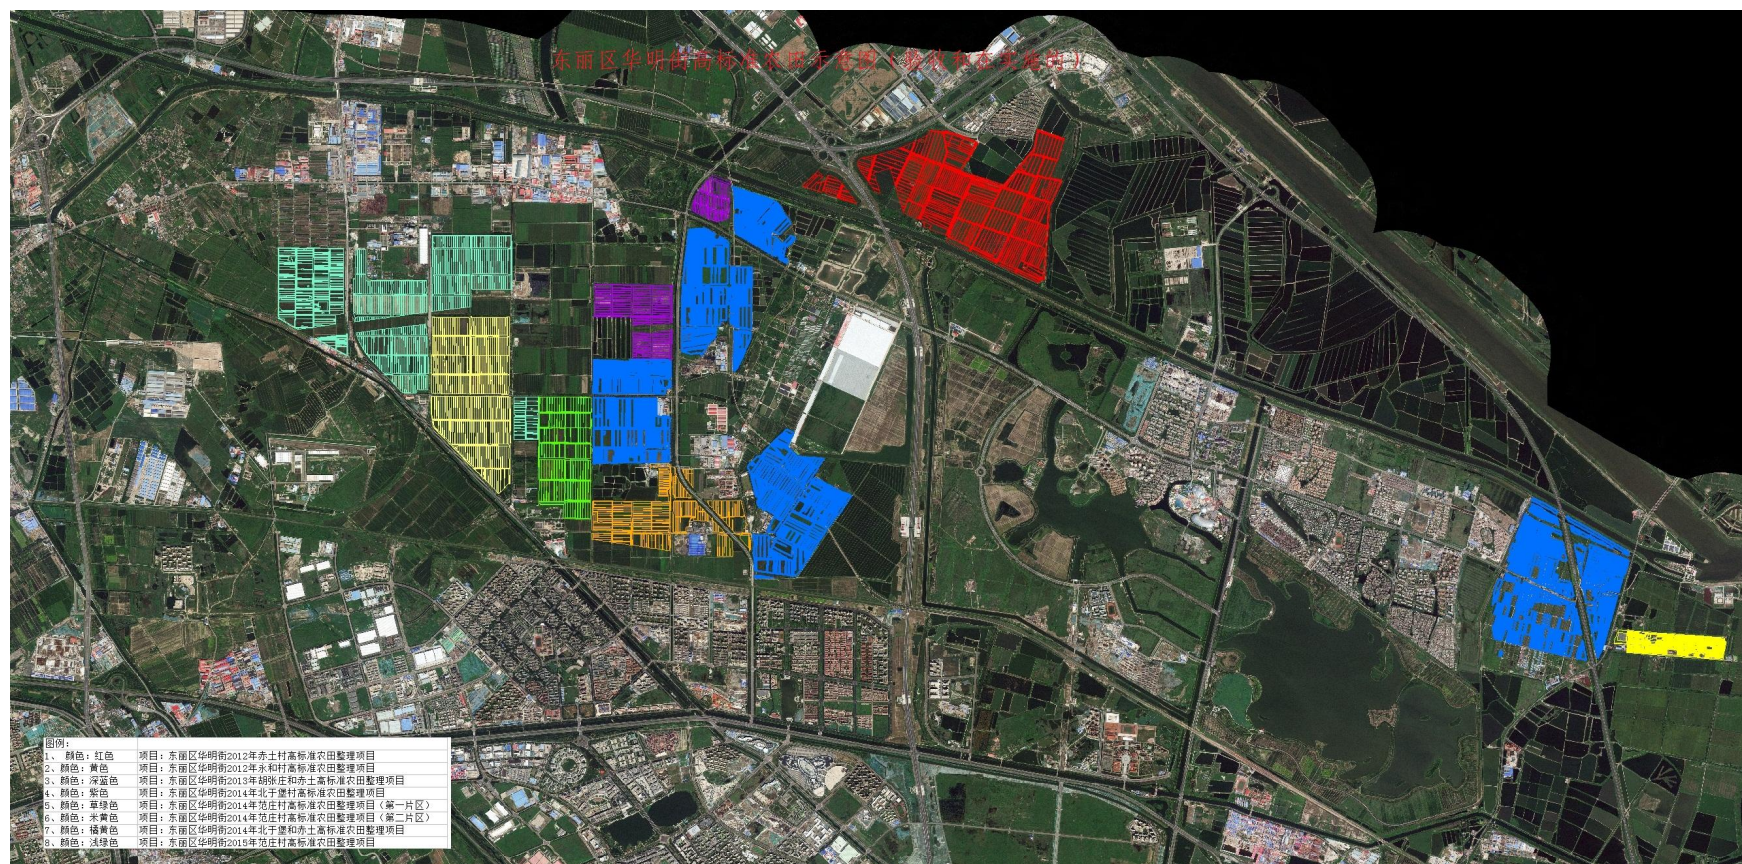 东丽区华明街高标准农田示意图（验收和在实施的）
图例：
1、 颜色：红色 项目：东丽区华明街2012年赤土村高标准农田整理项目
2、颜色：黄色 项目：东丽区华明街2012年永和村高标准农田整理项目
3、颜色：深蓝色 项目：东丽区华明街2013年胡张庄和赤土高标准农田整理项目
4、颜色：紫色 项目：东丽区华明街2014年北于堡村高标准农田整理项目
5、颜色：草绿色 项目：东丽区华明街2014年范庄村高标准农田整理项目（第一片区）
6、颜色：米黄色 项目：东丽区华明街2014年范庄村高标准农田整理项目（第二片区）
7、颜色：橘黄色 项目：东丽区华明街2014年北于堡和赤土高标准农田整理项目
8、颜色：浅绿色 项目：东丽区华明街2015年范庄村高标准农田整理项目